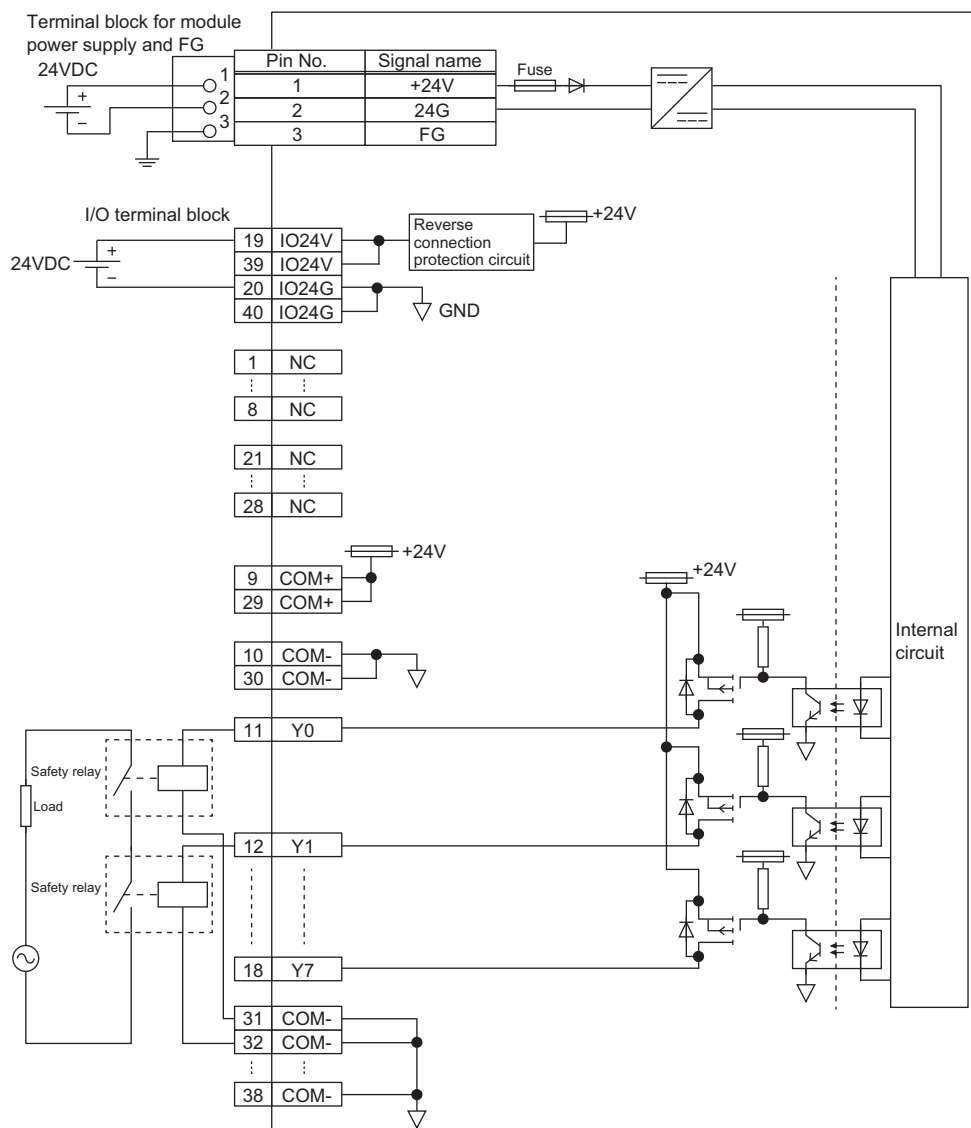 Terminal block for module
power supply and FG
24VDC
+
−
1
2
3
Pin No. Signal name
1 +24V
2 24G
3 FG
Fuse
I/O terminal block
24VDC
+
−
19 IO24V
39 IO24V
20 IO24G
40 IO24G
Reverse
connection
protection circuit
+24V
GND
1 NC
8 NC
21 NC
28 NC
+24V
9 COM+
29 COM+
10 COM-
30 COM-
+24V
Internal
circuit
11 Y0
Safety relay
Load
12 Y1
Safety relay
18 Y7
31 COM-
32 COM-
38 COM-